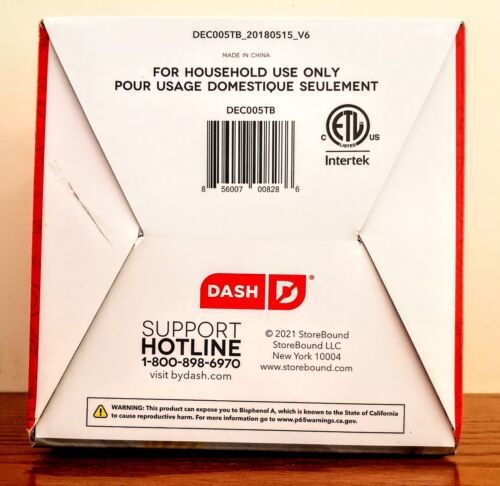 DEC005TB_20180515_V6
MADE IN CHINA
FOR HOUSEHOLD USE ONLY
POUR USAGE DOMESTIQUE SEULEMENT
DEC005TB
8 56007 00828 6
C ETL US
LISTED
Intertek
DASH D ®
SUPPORT
HOTLINE
1-800-898-6970
visit bydash.com
© 2021 StoreBound
StoreBound LLC
New York 10004
www.storebound.com
WARNING: This product can expose you to Bisphenol A, which is known to the State of California
to cause reproductive harm. For more information go to www.p65warnings.ca.gov.